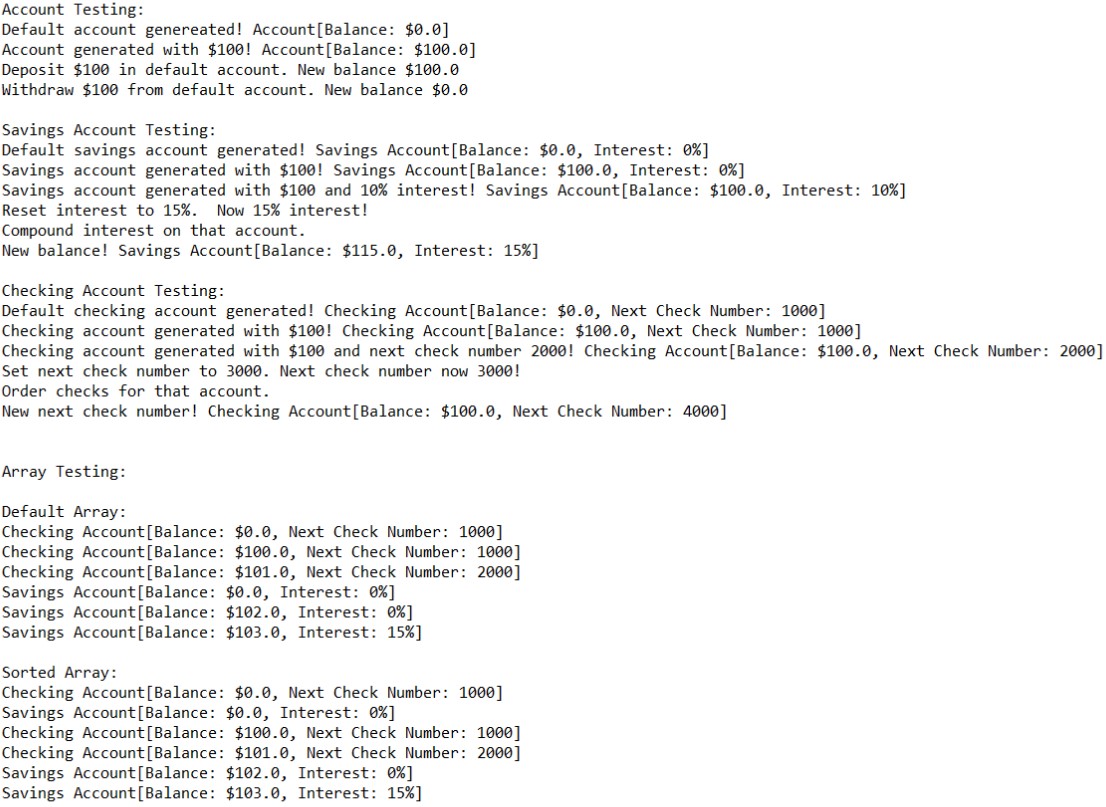 Account Testing:
Default account genereated! Account[Balance: $0.0]
Account generated with $100! Account[Balance: $100.0]
Deposit $100 in default account. New balance $100.0
Withdraw $100 from default account. New balance $0.0

Savings Account Testing:
Default savings account generated! Savings Account[Balance: $0.0, Interest: 0%]
Savings account generated with $100! Savings Account[Balance: $100.0, Interest: 0%]
Savings account generated with $100 and 10% interest! Savings Account[Balance: $100.0, Interest: 10%]
Reset interest to 15%.  Now 15% interest!
Compound interest on that account.
New balance! Savings Account[Balance: $115.0, Interest: 15%]

Checking Account Testing:
Default checking account generated! Checking Account[Balance: $0.0, Next Check Number: 1000]
Checking account generated with $100! Checking Account[Balance: $100.0, Next Check Number: 1000]
Checking account generated with $100 and next check number 2000! Checking Account[Balance: $100.0, Next Check Number: 2000]
Set next check number to 3000. Next check number now 3000!
Order checks for that account.
New next check number! Checking Account[Balance: $100.0, Next Check Number: 4000]


Array Testing:

Default Array:
Checking Account[Balance: $0.0, Next Check Number: 1000]
Checking Account[Balance: $100.0, Next Check Number: 1000]
Checking Account[Balance: $101.0, Next Check Number: 2000]
Savings Account[Balance: $0.0, Interest: 0%]
Savings Account[Balance: $102.0, Interest: 0%]
Savings Account[Balance: $103.0, Interest: 15%]

Sorted Array:
Checking Account[Balance: $0.0, Next Check Number: 1000]
Savings Account[Balance: $0.0, Interest: 0%]
Checking Account[Balance: $100.0, Next Check Number: 1000]
Checking Account[Balance: $101.0, Next Check Number: 2000]
Savings Account[Balance: $102.0, Interest: 0%]
Savings Account[Balance: $103.0, Interest: 15%]